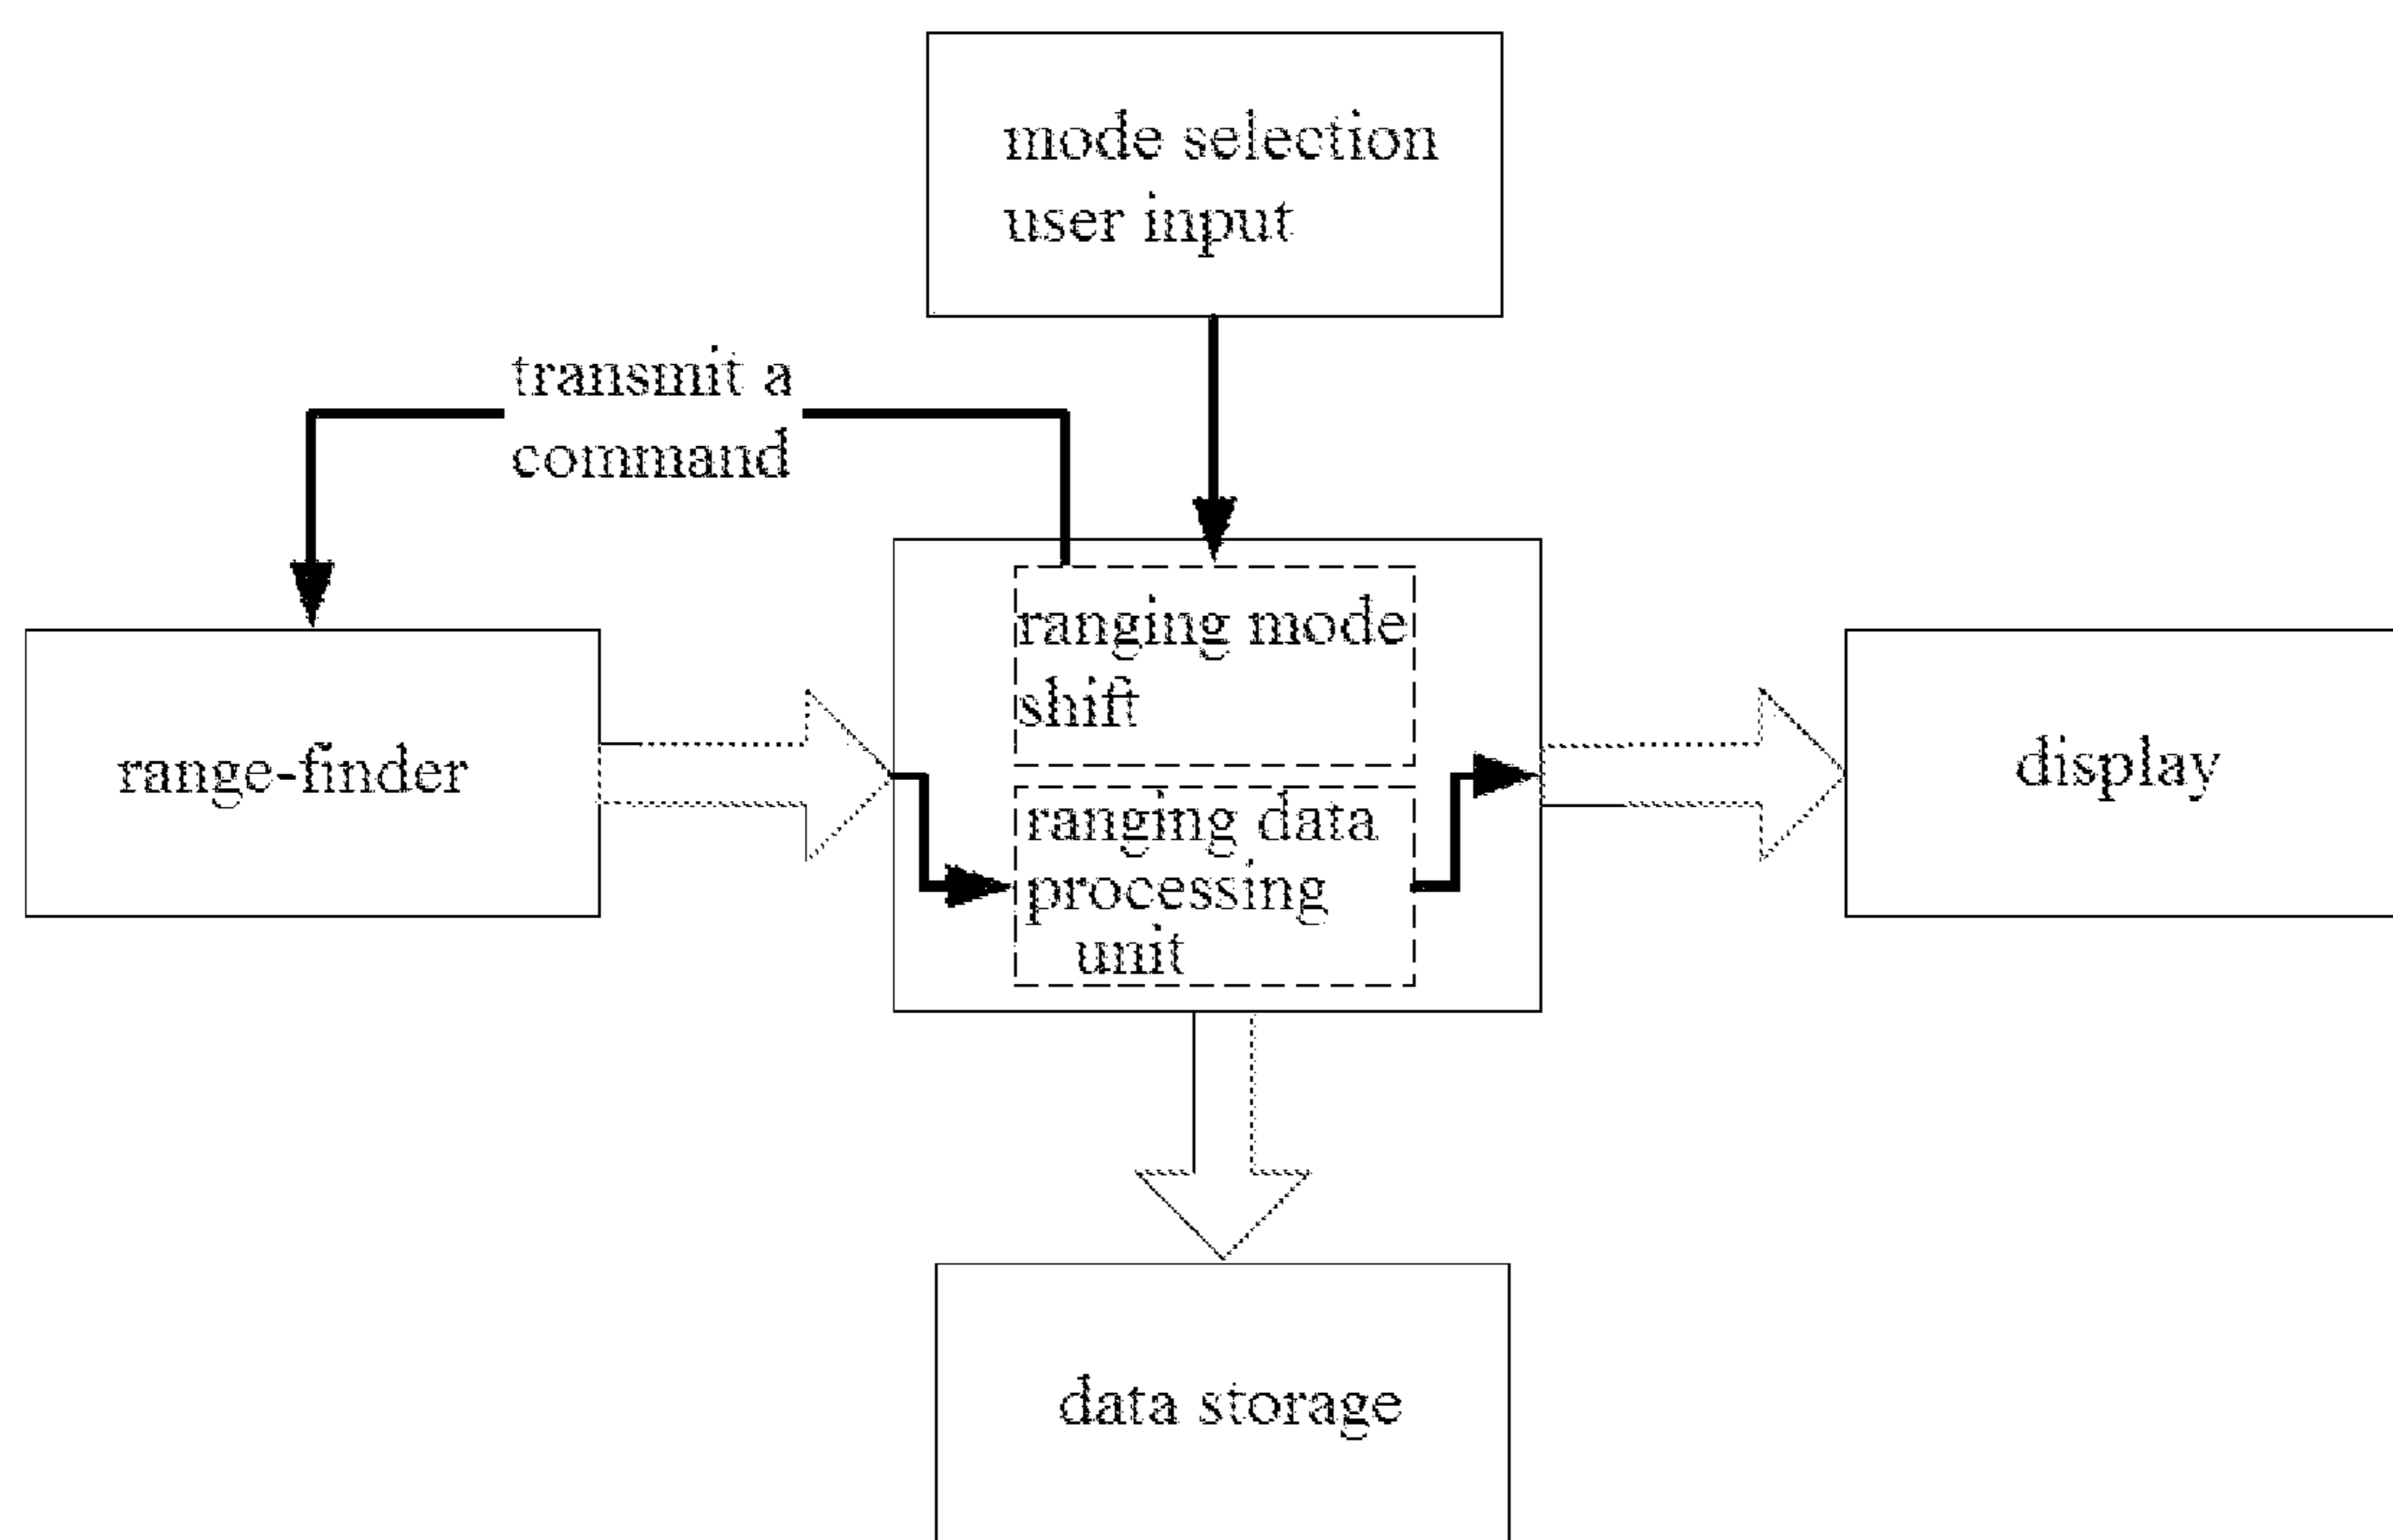 mode selection
user input
transmit a
command
ranging mode
shift
range-finder
ranging data
processing
unit
display
data storage